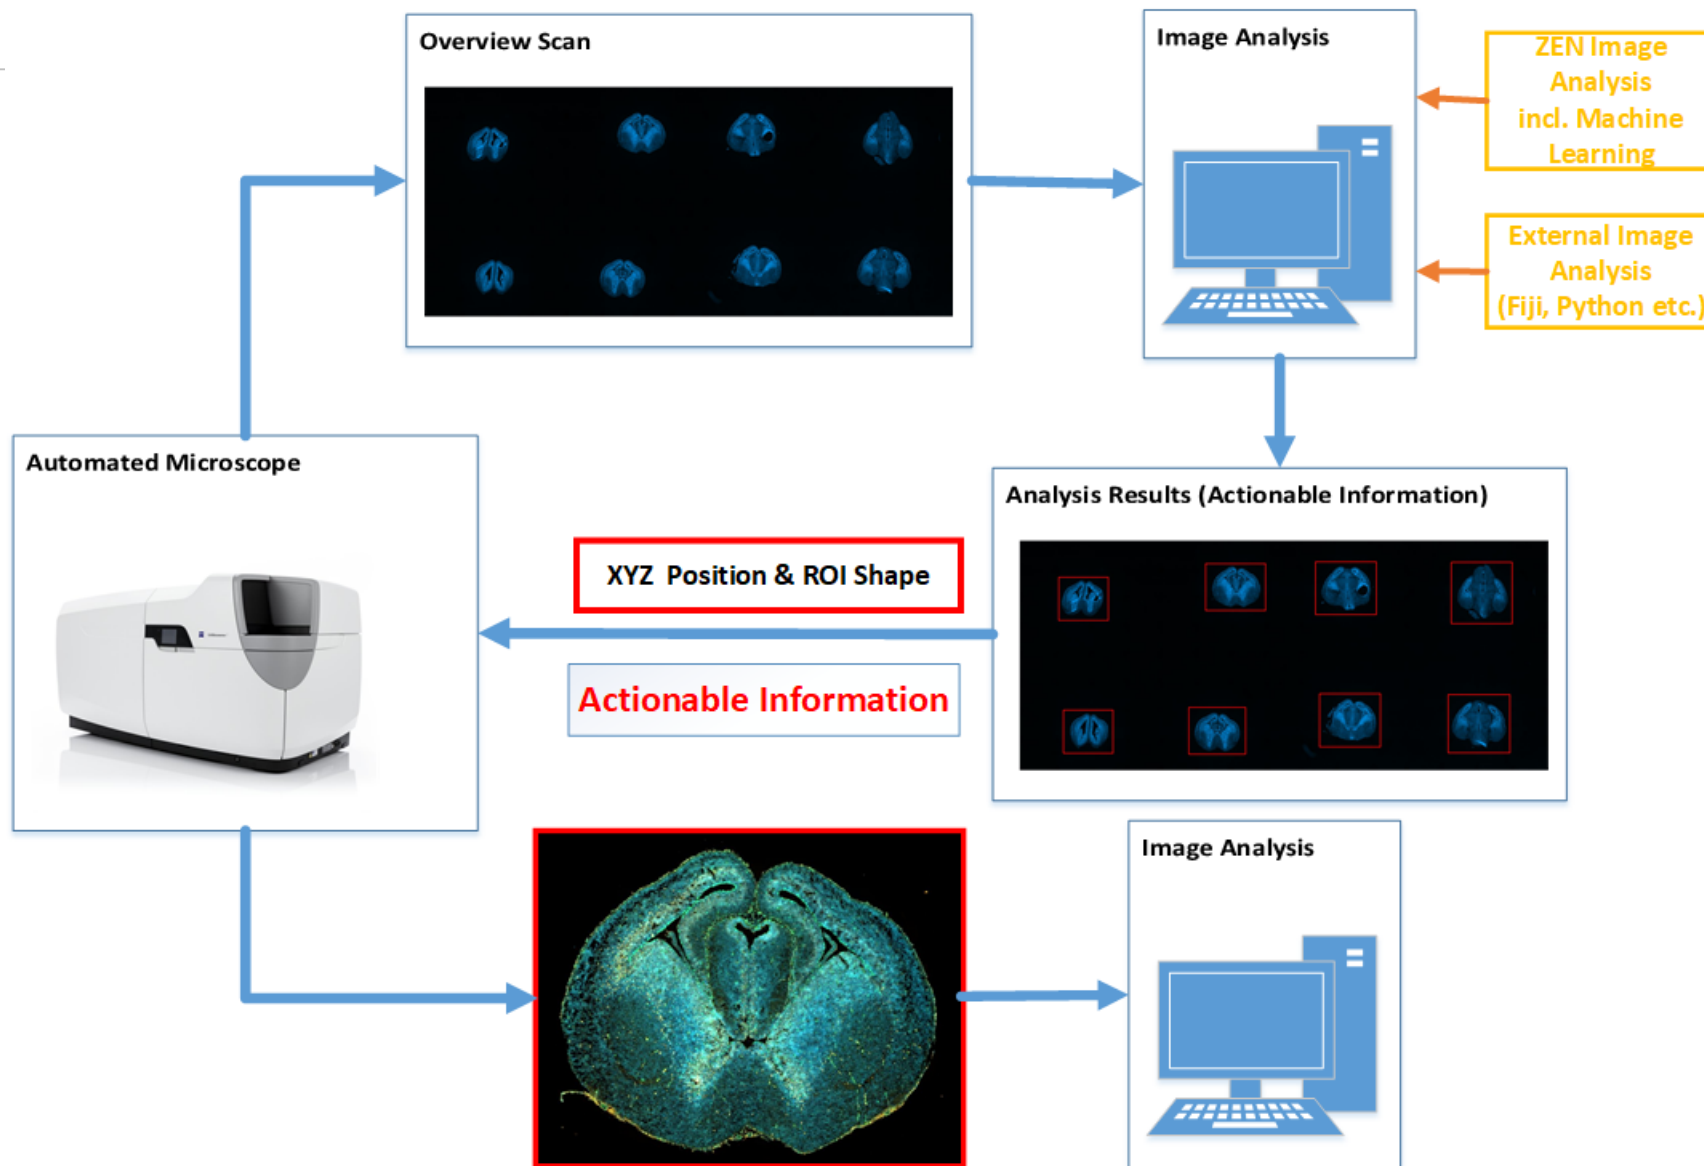 Overview Scan
Image Analysis
ZEN Image
Analysis
incl. Machine
Learning
External Image
Analysis
(Fiji, Python etc.)
Automated Microscope
Analysis Results (Actionable Information)
XYZ Position & ROI Shape
Actionable Information
Image Analysis